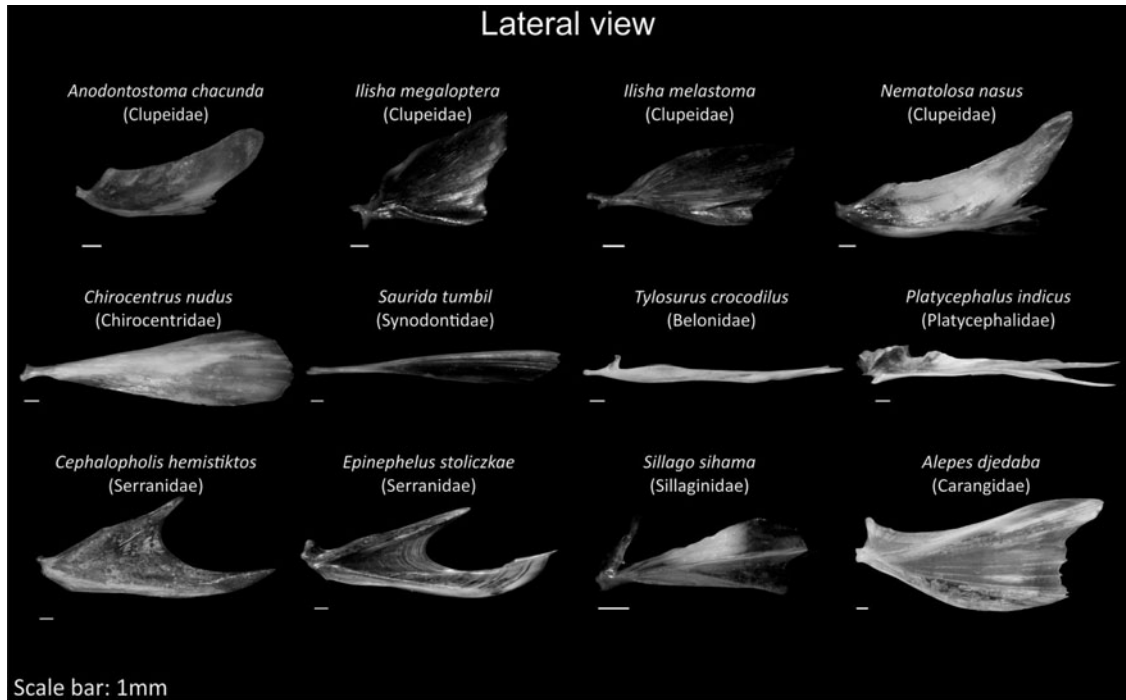 Lateral view
Anodontostoma chacunda
(Clupeidae)
Ilisha megaloptera
(Clupeidae)
Ilisha melastoma
(Clupeidae)
Nematolosa nasus
(Clupeidae)
Chirocentrus nudus
(Chirocentridae)
Saurida tumbil
(Synodontidae)
Tylosurus crocodilus
(Belonidae)
Platycephalus indicus
(Platycephalidae)
Cephalopholis hemistiktos
(Serranidae)
Epinephelus stoliczkae
(Serranidae)
Sillago sihama
(Sillaginidae)
Alepes djedaba
(Carangidae)
Scale bar: 1mm